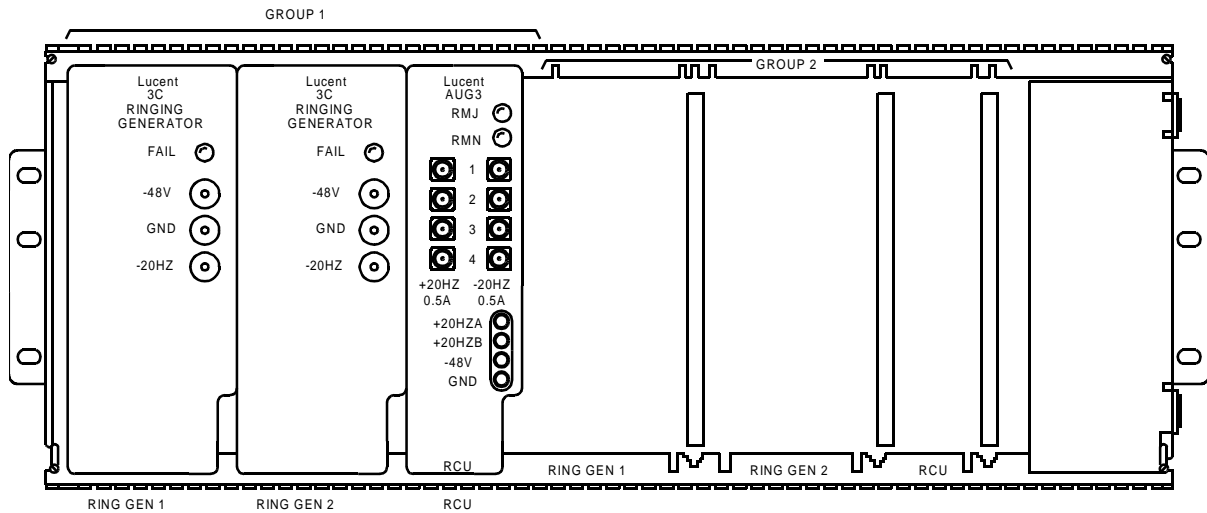 GROUP 1
GROUP 2
Lucent
3C
RINGING
GENERATOR
FAIL
-48V
GND
-20HZ
Lucent
3C
RINGING
GENERATOR
FAIL
-48V
GND
-20HZ
Lucent
AUG3
RMJ
RMN
1
2
3
4
+20HZ -20HZ
0.5A 0.5A
+20HZA
+20HZB
-48V
GND
RCU
RING GEN 1
RING GEN 2
RCU
RING GEN 1
RING GEN 2
RCU